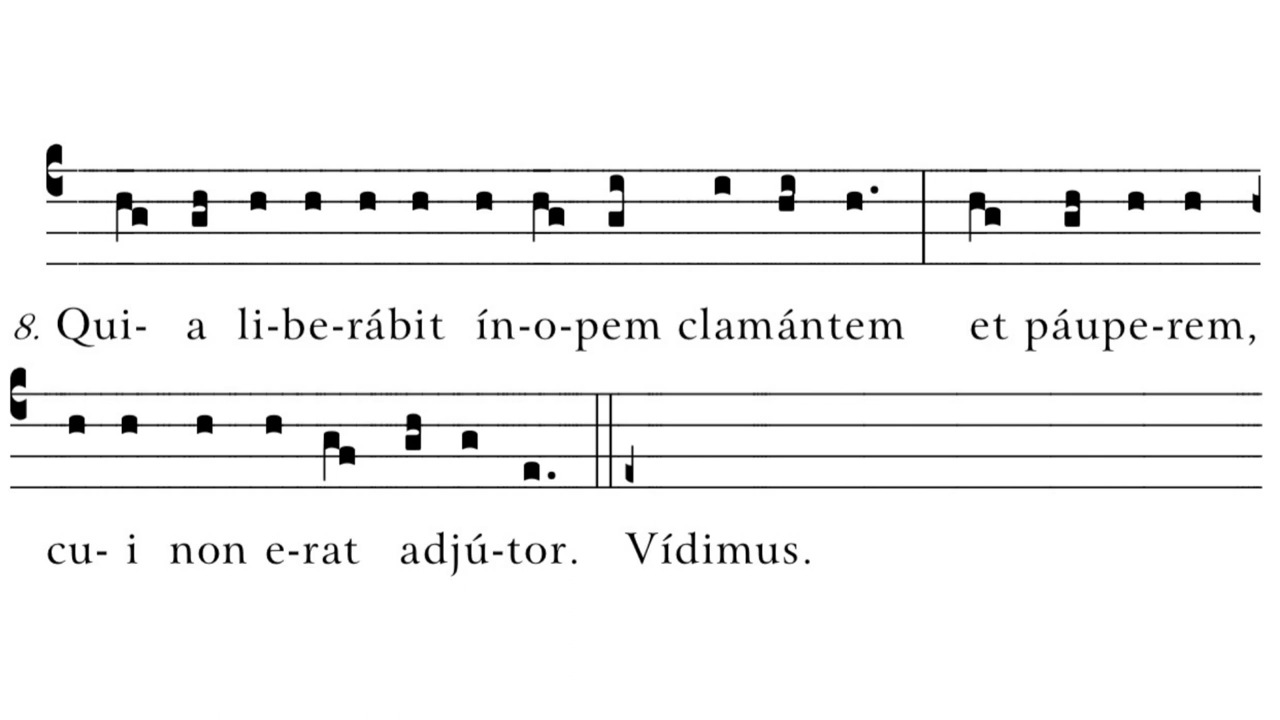 8. Qui- a li-be-rábit ín-o-pem clamántem et páupe-rem,
cu- i non e-rat adjú-tor. Vídimus.